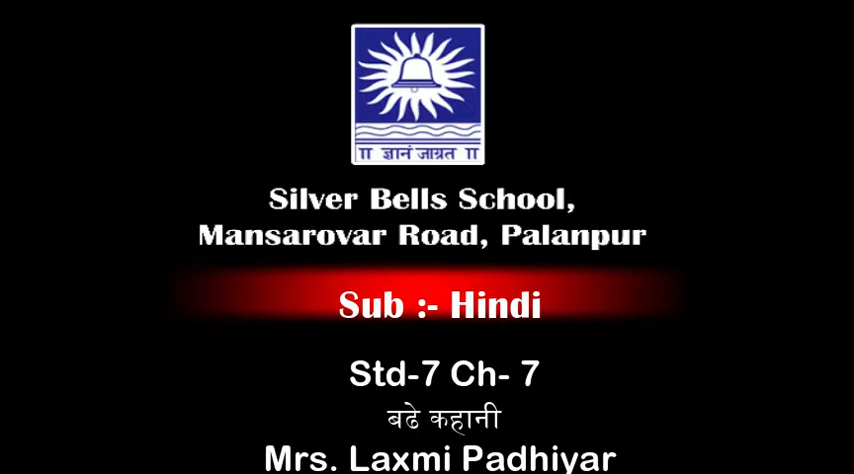 ॥ ज्ञानं जाग्रत ॥
Silver Bells School,
Mansarovar Road, Palanpur
Sub :- Hindi
Std-7 Ch- 7
बढे कहानी
Mrs. Laxmi Padhiyar